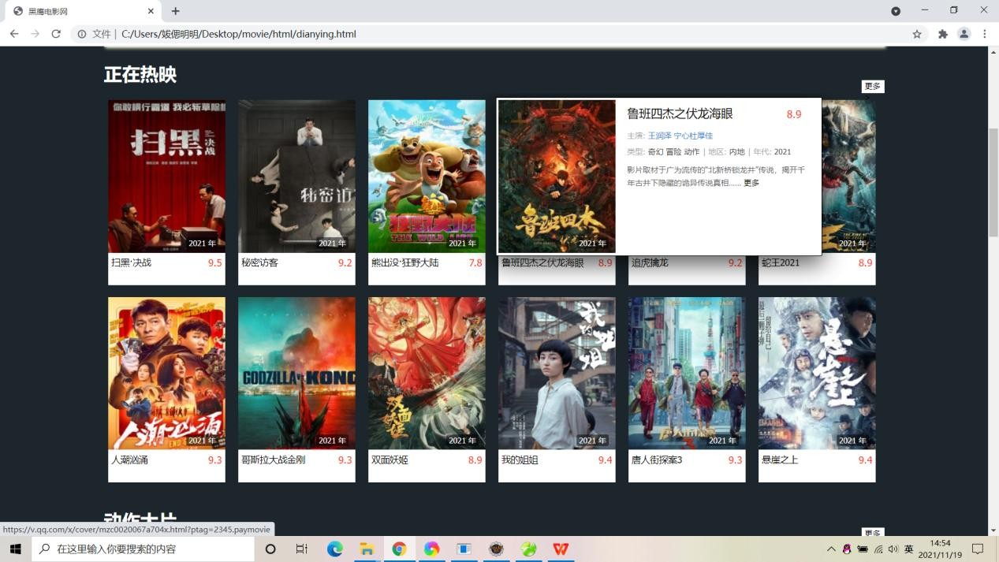 黑鹰电影网
文件 | C:/Users/妭偲明明/Desktop/movie/html/dianying.html
正在热映
更多
你敢横行霸道 我必斩草除根
扫黑·决战
2021 年
扫黑·决战 9.5
秘密访
2021 年
秘密访客 9.2
狂野大陆
THE WILD LIFE
2021 年
熊出没·狂野大陆 7.8
鲁班四杰
2021 年
鲁班四杰之伏龙海眼 8.9
鲁班四杰之伏龙海眼 8.9
主演: 王润泽 宁心杜厚佳
类型: 奇幻 冒险 动作 | 地区: 内地 | 年代: 2021
影片取材于广为流传的“北新桥锁龙井”传说，揭开千
年古井下隐藏的诡异传说真相...... 更多
追虎擒龙 9.2
王
2021 年
蛇王2021 8.9
人潮汹涌
2021 年
人潮汹涌 9.3
GODZILLA VS KONG
2021 年
哥斯拉大战金刚 9.3
双面妖姬
2021 年
双面妖姬 8.9
我的姐姐
2021 年
我的姐姐 9.4
唐人街探案
3
2021 年
唐人街探案3 9.3
悬崖之上
2021 年
悬崖之上 9.4
动作大片
更多
https://v.qq.com/x/cover/mzc0020067a704x.html?ptag=2345.paymovie
在这里输入你要搜索的内容
英
14:54
2021/11/19